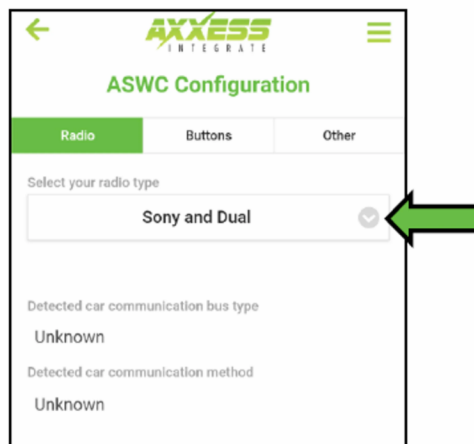 AXXESS
INTEGRATE
ASWC Configuration
Radio Buttons Other
Select your radio type
Sony and Dual
Detected car communication bus type
Unknown
Detected car communication method
Unknown